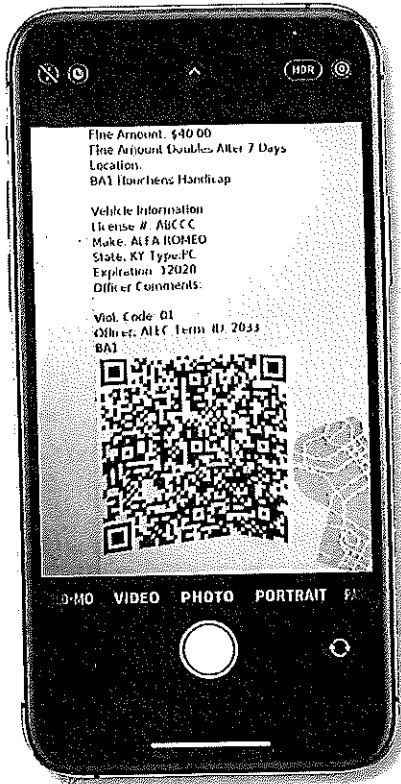 HDR
Fine Amount: $40.00
Fine Amount Doubles After 7 Days
Location:
BA1 Houchens Handicap
Vehicle Information
License #: ABCCC
Make: ALFA ROMEO
State: KY Type:PC
Expiration: 12020
Officer Comments:
Viol. Code: 01
Officer: ALEC Term. ID: 2033
BA1
O-MO VIDEO PHOTO PORTRAIT PA